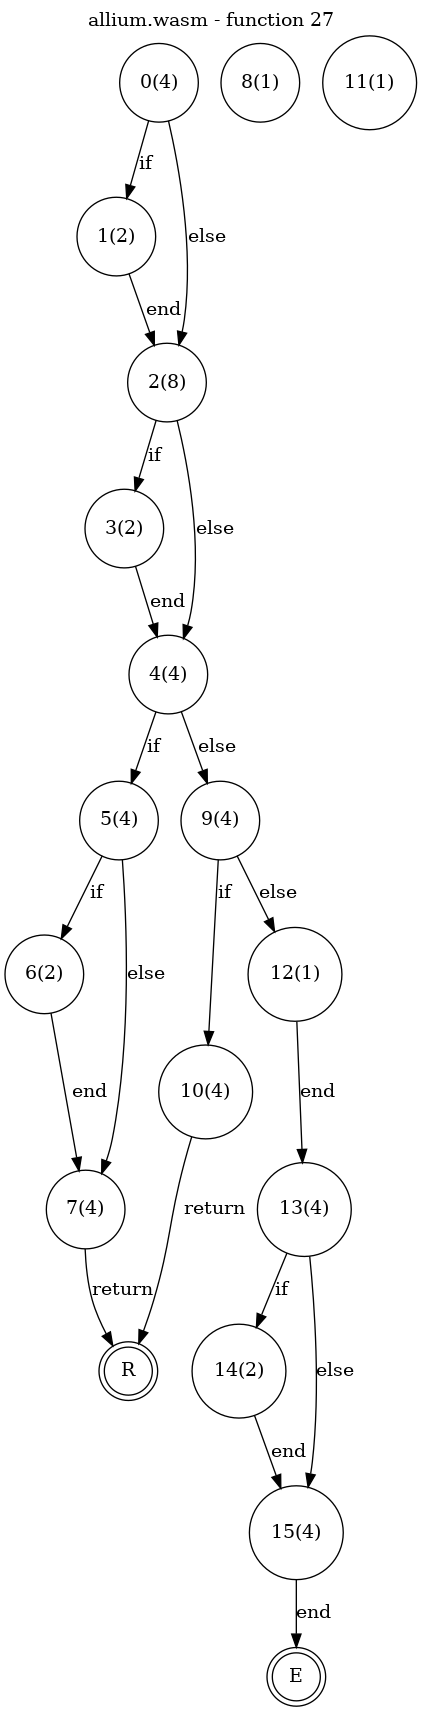 allium.wasm - function 27
0(4)
8(1)
11(1)
if
1(2)
else
end
2(8)
if
3(2)
else
end
4(4)
if
else
5(4)
9(4)
if
if
else
6(2)
else
12(1)
end
10(4)
end
7(4)
return
13(4)
return
if
R
14(2)
else
end
15(4)
end
E